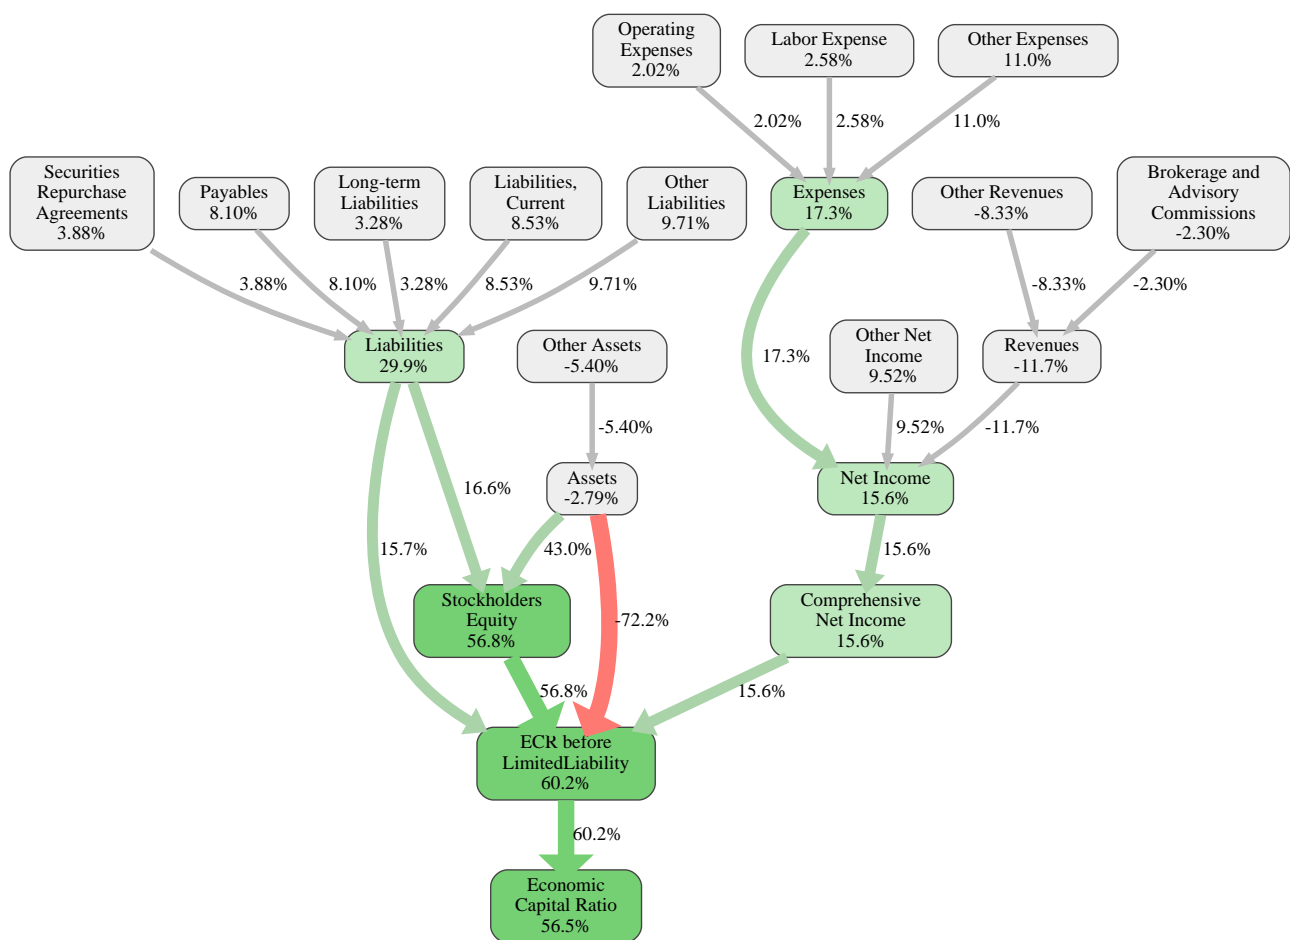 Operating
Expenses
2.02%
Labor Expense
2.58%
Other Expenses
11.0%
2.02%
2.58%
11.0%
Securities
Repurchase
Agreements
3.88%
Payables
8.10%
Long-term
Liabilities
3.28%
Liabilities,
Current
8.53%
Other
Liabilities
9.71%
Expenses
17.3%
Other Revenues
-8.33%
Brokerage and
Advisory
Commissions
-2.30%
3.88%
8.10%
3.28%
8.53%
9.71%
-8.33%
-2.30%
Liabilities
29.9%
Other Assets
-5.40%
17.3%
Other Net
Income
9.52%
Revenues
-11.7%
-5.40%
9.52%
-11.7%
Assets
-2.79%
Net Income
15.6%
16.6%
15.7%
43.0%
15.6%
Stockholders
Equity
56.8%
-72.2%
Comprehensive
Net Income
15.6%
56.8%
15.6%
ECR before
LimitedLiability
60.2%
60.2%
Economic
Capital Ratio
56.5%